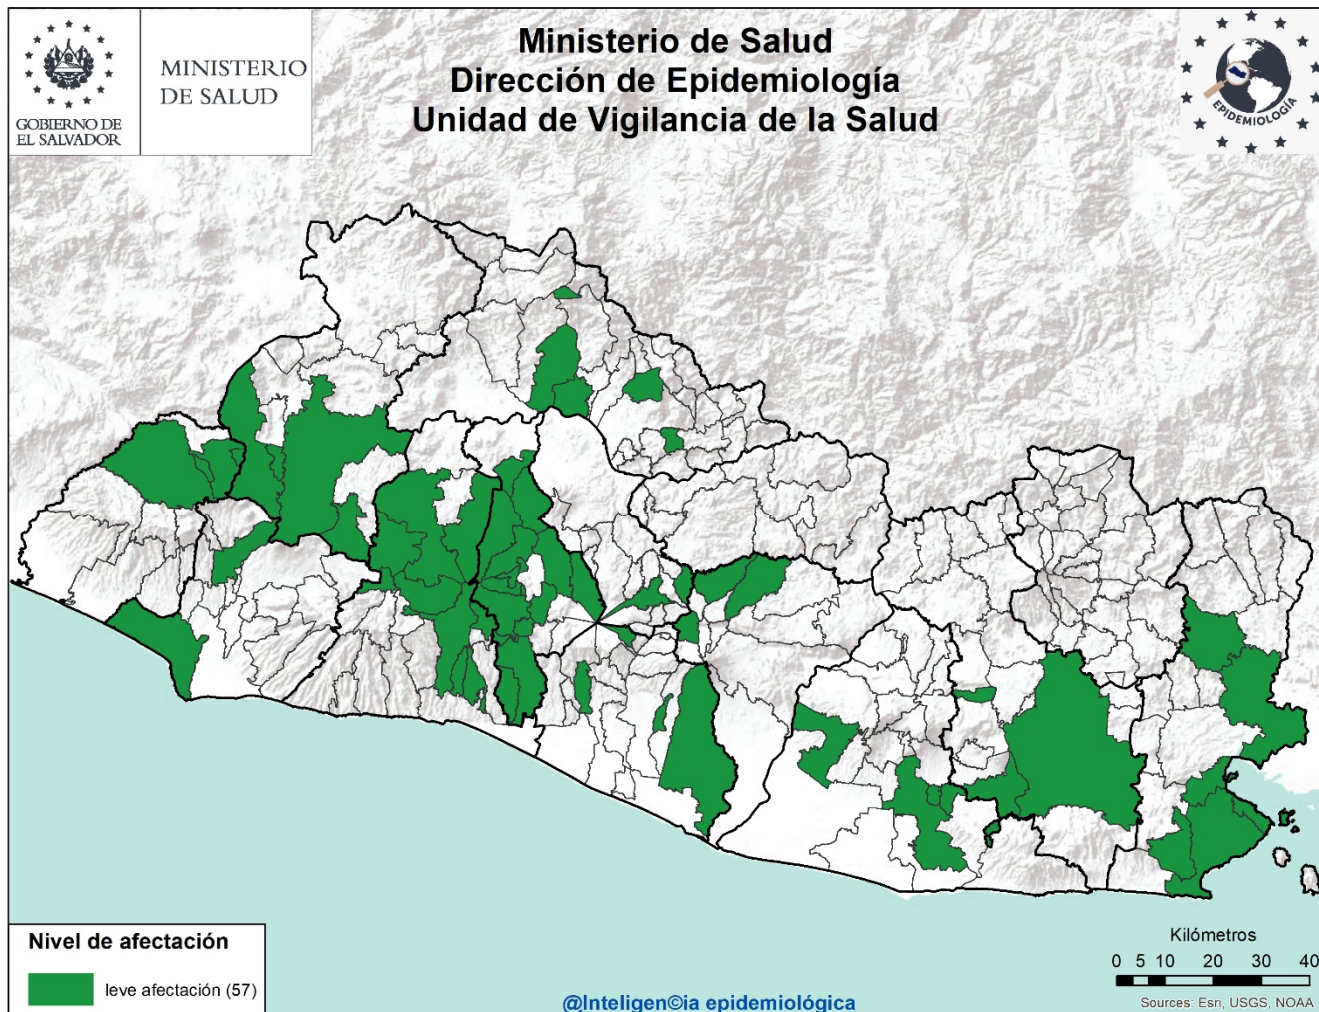 GOBIERNO DE
EL SALVADOR
MINISTERIO
DE SALUD
Ministerio de Salud
Dirección de Epidemiología
Unidad de Vigilancia de la Salud
EPIDEMIOLOGÍA
Nivel de afectación
leve afectación (57)
@Inteligen©ia epidemiológica
Kilómetros
0 5 10 20 30 40
Sources: Esri, USGS, NOAA